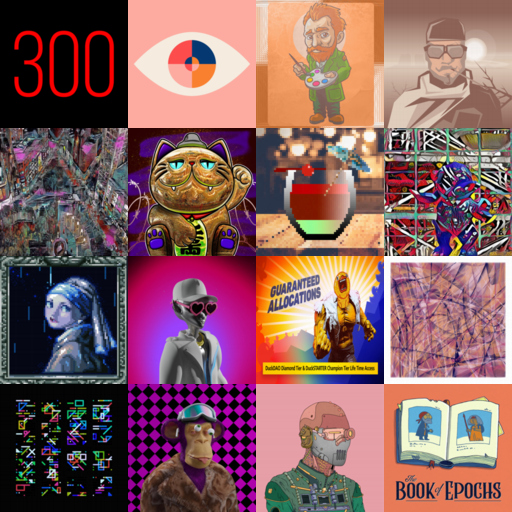 300
GUARANTEED
ALLOCATIONS
DuckDAO Diamond Tier & DuckSTARTER Champion Tier Life Time Access
The
BOOK of EPOCHS